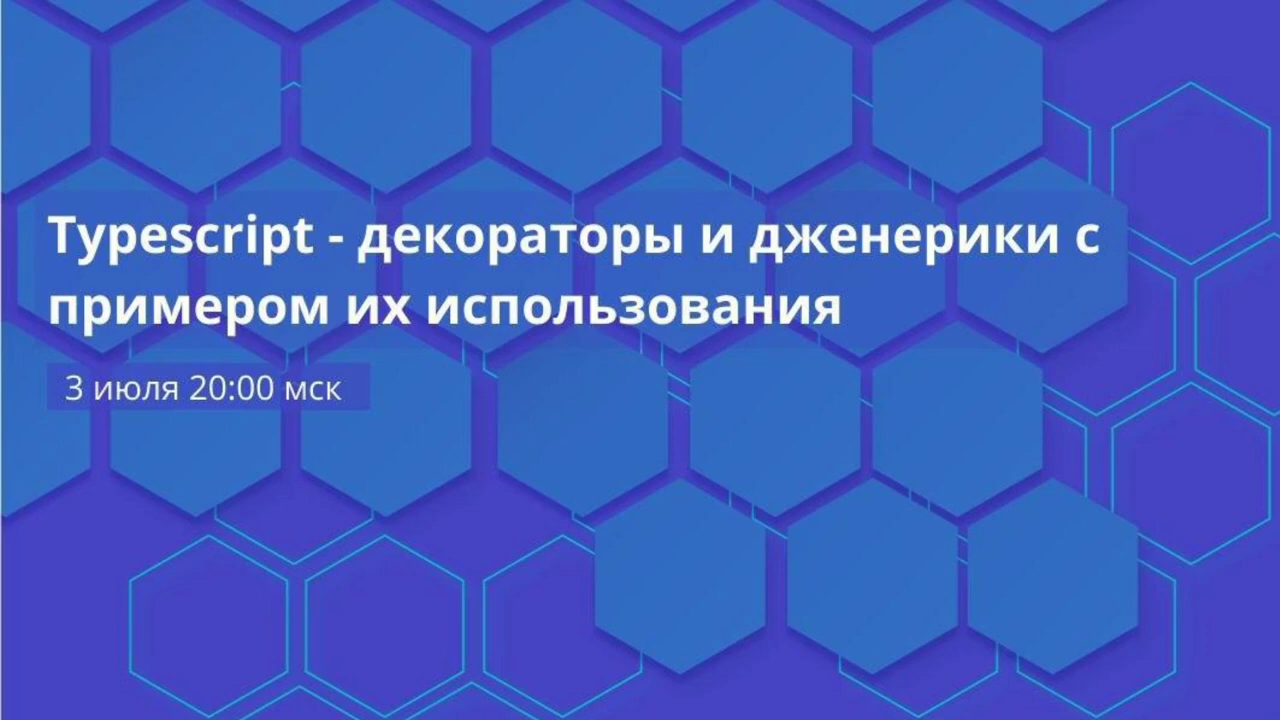 Typescript - декораторы и дженерики с
примером их использования
3 июля 20:00 мск